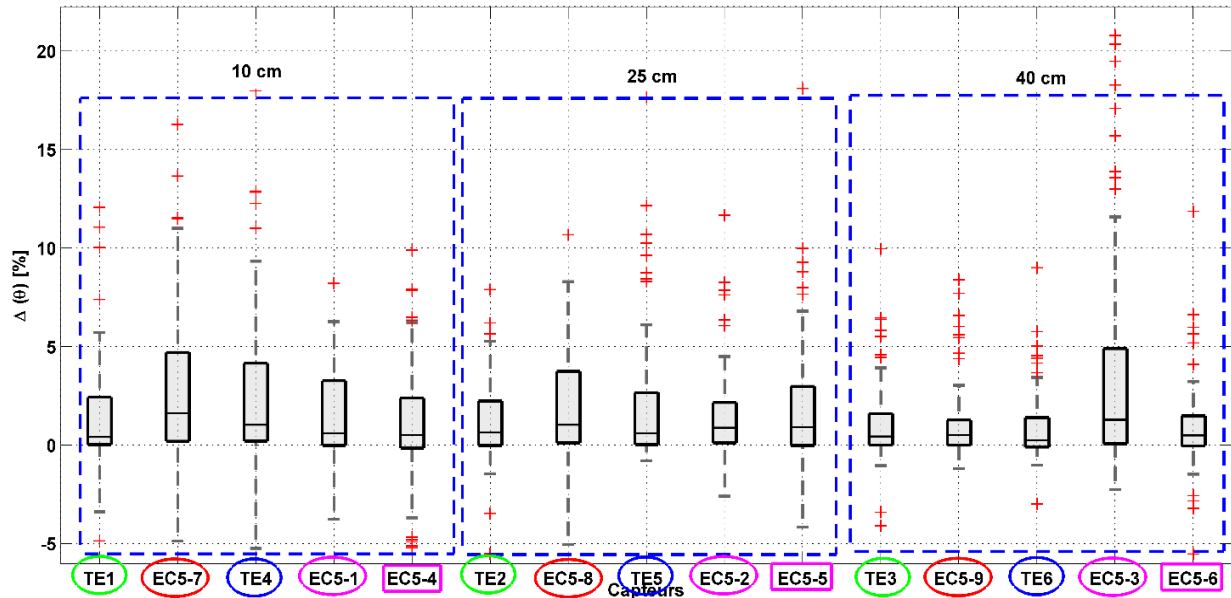 10 cm
25 cm
40 cm
20
15
10
5
0
-5
Δ (θ) [%]
TE1 EC5-7 TE4 EC5-1 EC5-4 TE2 EC5-8 TE5 EC5-2 EC5-5 TE3 EC5-9 TE6 EC5-3 EC5-6
Capteurs